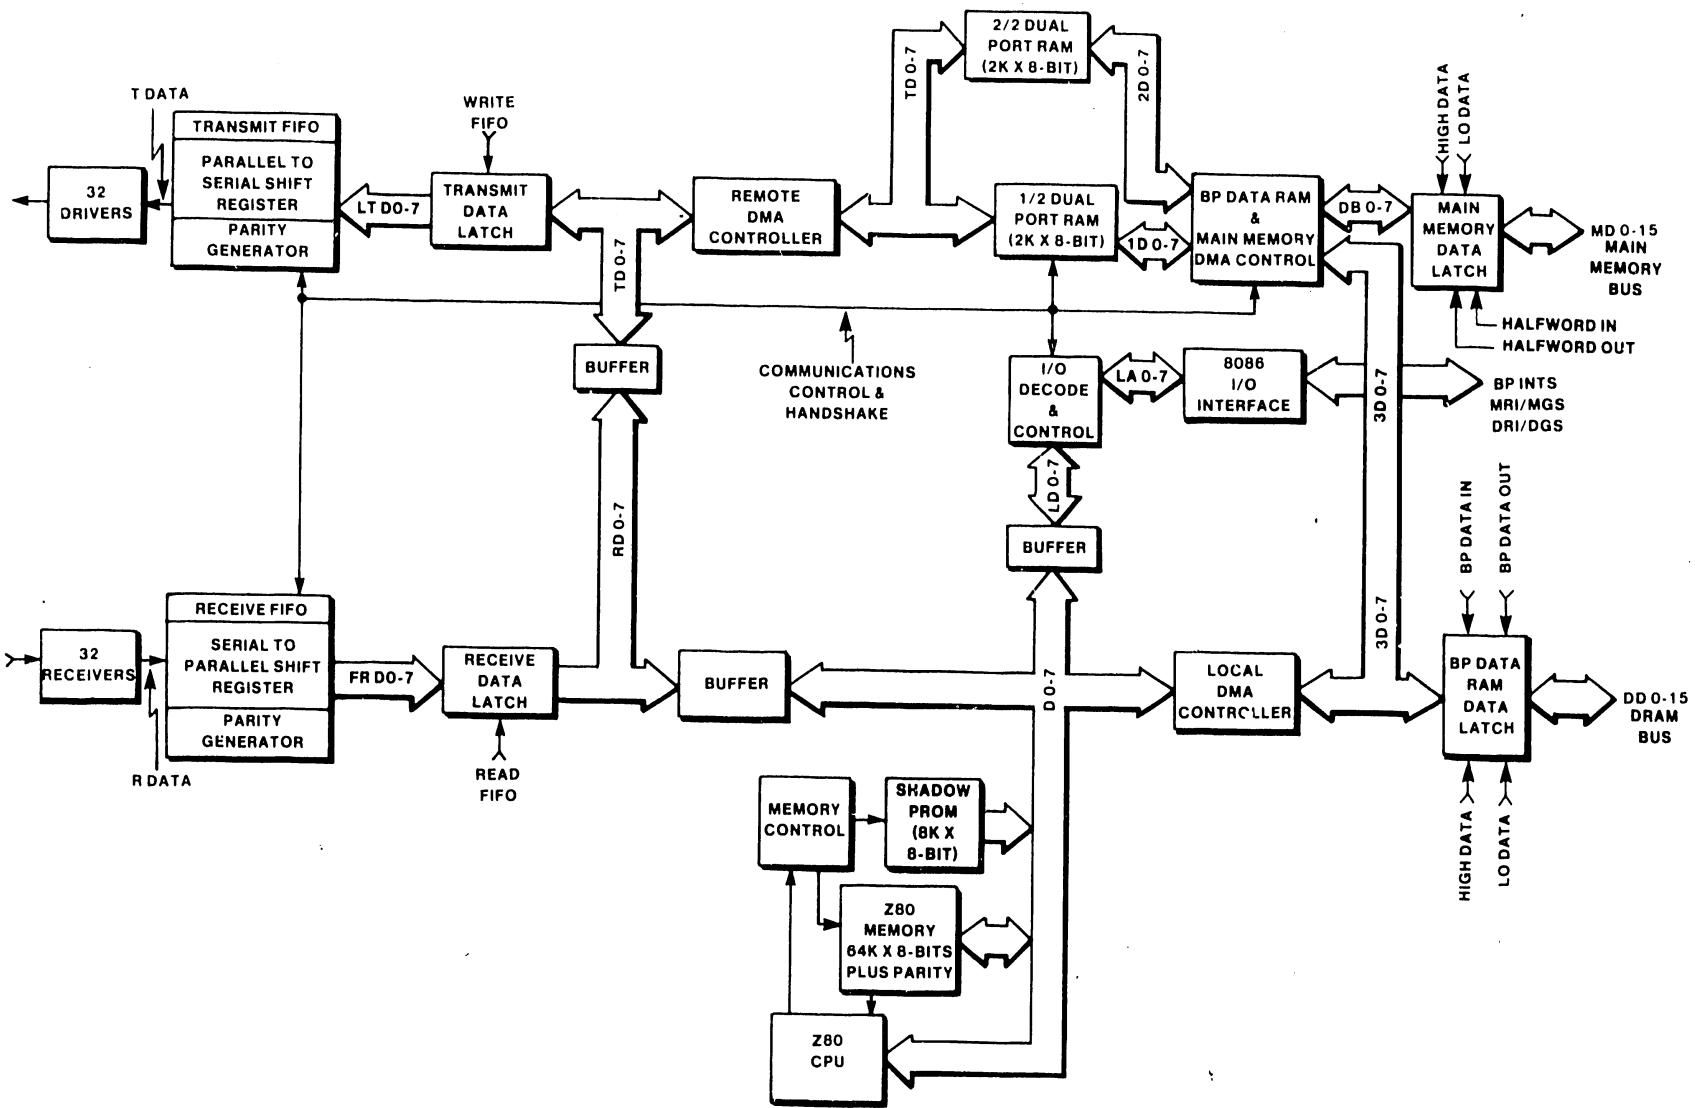 2/2 DUAL
PORT RAM
(2K X 8-BIT)
TD 0-7
2D 0-7
T DATA
WRITE
FIFO
HIGH DATA
LO DATA
TRANSMIT FIFO
PARALLEL TO
SERIAL SHIFT
REGISTER
PARITY
GENERATOR
32
DRIVERS
LT D0-7
TRANSMIT
DATA
LATCH
REMOTE
DMA
CONTROLLER
1/2 DUAL
PORT RAM
(2K X 8-BIT)
1D 0-7
BP DATA RAM
&
MAIN MEMORY
DMA CONTROL
DB 0-7
MAIN
MEMORY
DATA
LATCH
MD 0-15
MAIN
MEMORY
BUS
TD 0-7
HALFWORD IN
HALFWORD OUT
BUFFER
COMMUNICATIONS
CONTROL &
HANDSHAKE
I/O
DECODE
&
CONTROL
LA 0-7
8086
I/O
INTERFACE
3D 0-7
BP INTS
MRI/MGS
DRI/DGS
LD 0-7
RD 0-7
BUFFER
BP DATA IN
BP DATA OUT
3D 0-7
RECEIVE FIFO
SERIAL TO
PARALLEL SHIFT
REGISTER
PARITY
GENERATOR
32
RECEIVERS
FR D0-7
RECEIVE
DATA
LATCH
BUFFER
D 0-7
LOCAL
DMA
CONTROLLER
BP DATA
RAM
DATA
LATCH
DD 0-15
DRAM
BUS
R DATA
READ
FIFO
MEMORY
CONTROL
SHADOW
PROM
(8K X
8-BIT)
HIGH DATA
LO DATA
Z80
MEMORY
64K X 8-BITS
PLUS PARITY
Z80
CPU